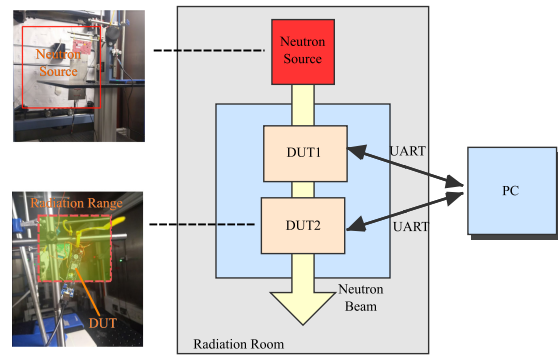 Neutron
Source
Neutron
Source
DUT1
UART
PC
DUT2
Radiation Range
UART
DUT
Neutron
Beam
Radiation Room